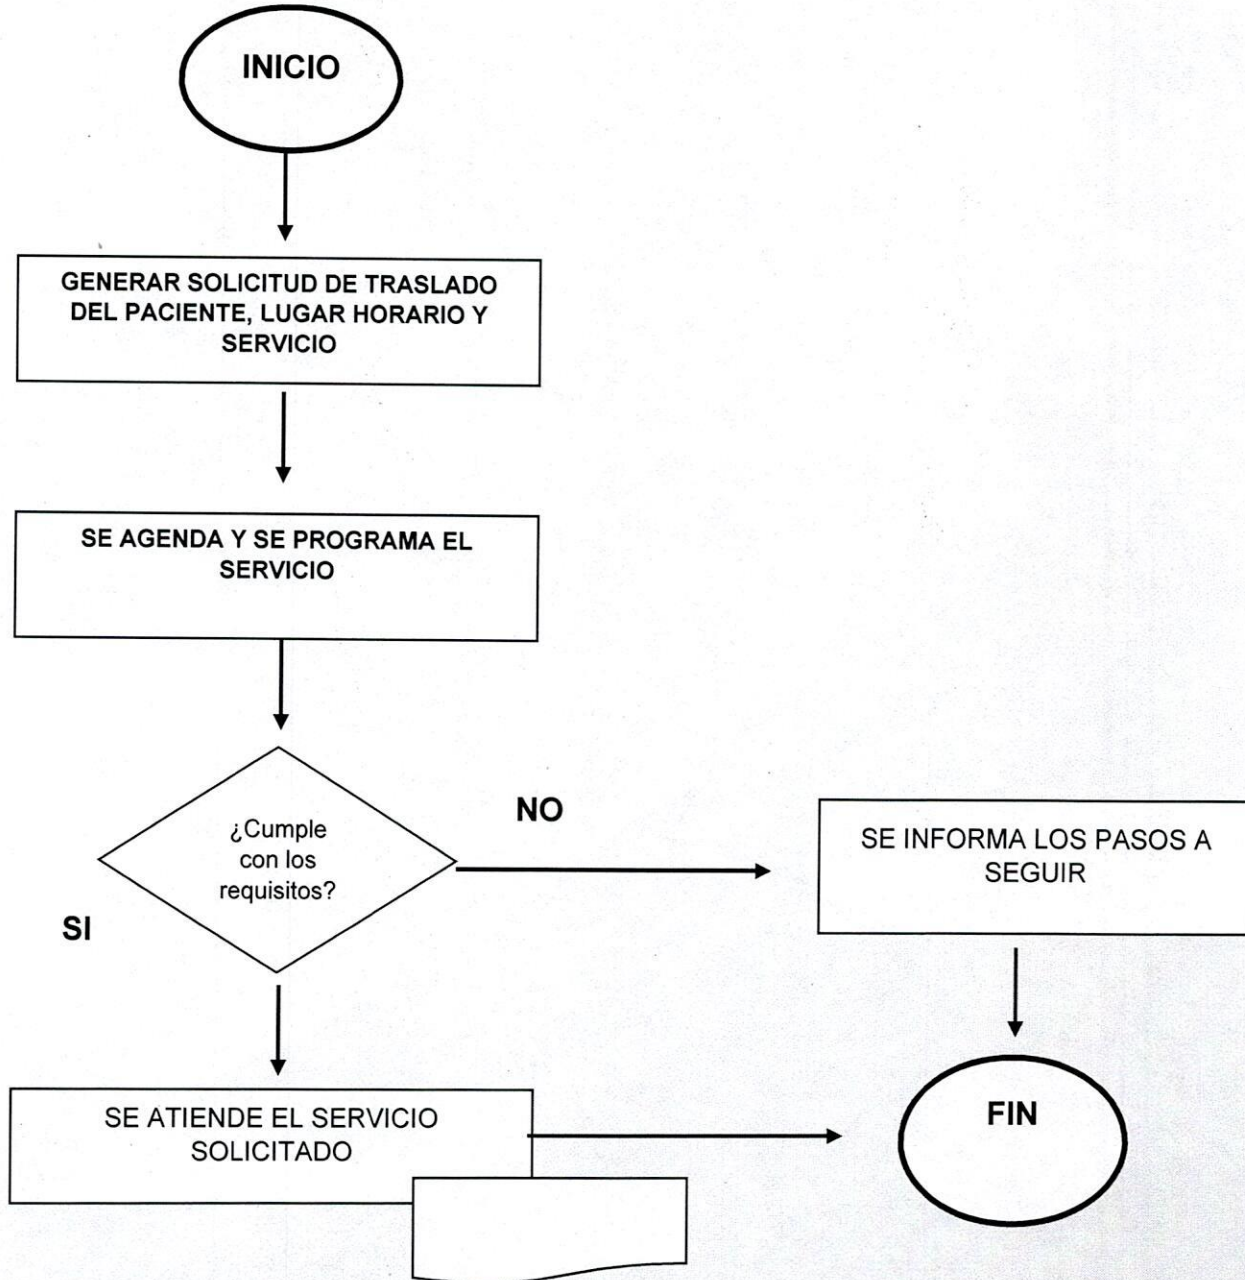 INICIO
GENERAR SOLICITUD DE TRASLADO
DEL PACIENTE, LUGAR HORARIO Y
SERVICIO
SE AGENDA Y SE PROGRAMA EL
SERVICIO
¿Cumple
con los
requisitos?
NO
SI
SE INFORMA LOS PASOS A
SEGUIR
SE ATIENDE EL SERVICIO
SOLICITADO
FIN